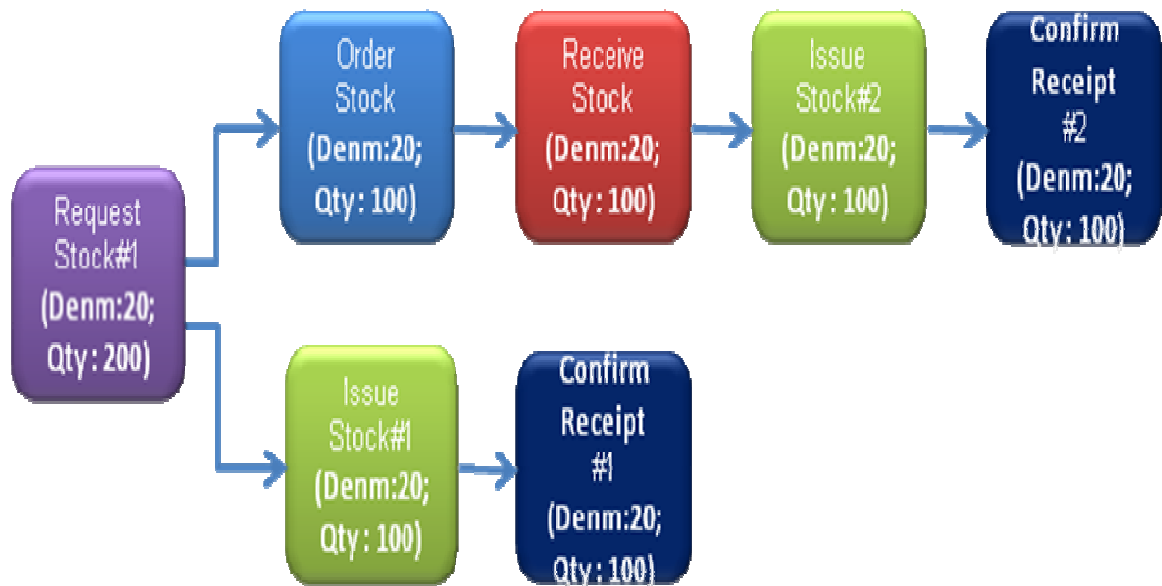 Request
Stock#1
(Denm:20;
Qty : 200)
Order
Stock
(Denm:20;
Qty : 100)
Receive
Stock
(Denm:20;
Qty : 100)
Issue
Stock#2
(Denm:20;
Qty : 100)
Confirm
Receipt
#2
(Denm:20;
Qty : 100)
Issue
Stock#1
(Denm:20;
Qty : 100)
Confirm
Receipt
#1
(Denm:20;
Qty : 100)